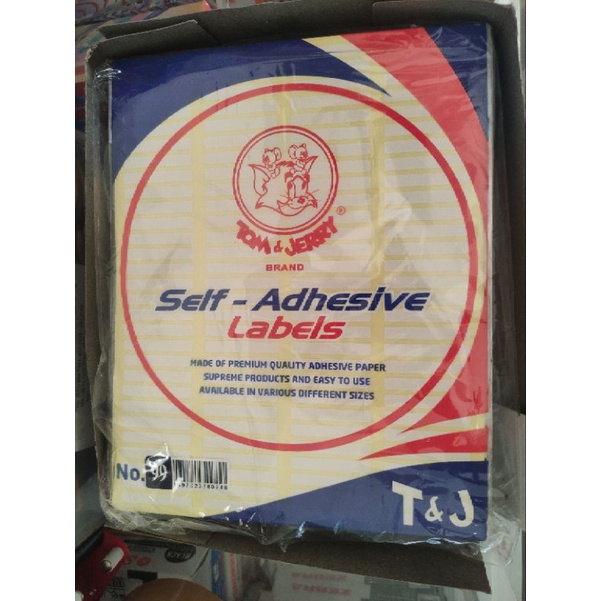 TOM & JERRY ®
BRAND
Self - Adhesive
Labels
MADE OF PREMIUM QUALITY ADHESIVE PAPER
SUPREME PRODUCTS AND EASY TO USE
AVAILABLE IN VARIOUS DIFFERENT SIZES
No. 99
T&J